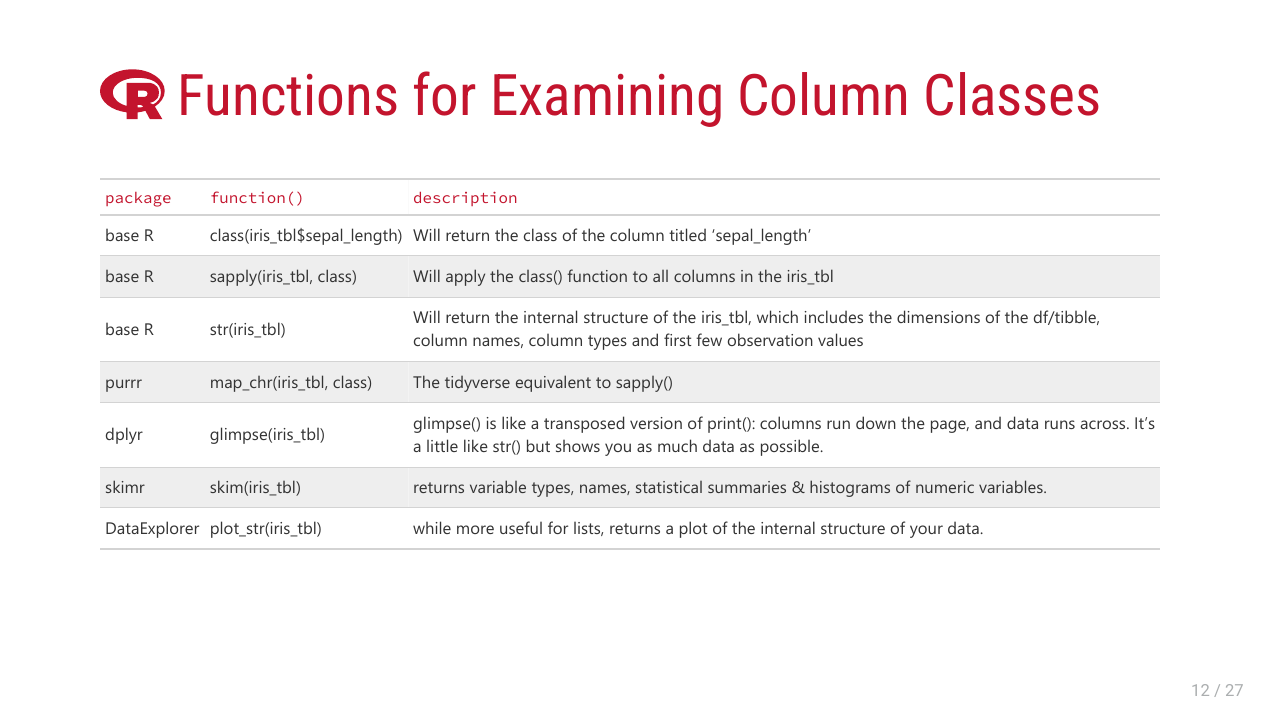 R Functions for Examining Column Classes
package function() description
base R class(iris_tbl$sepal_length) Will return the class of the column titled ‘sepal_length’
base R sapply(iris_tbl, class) Will apply the class() function to all columns in the iris_tbl
base R str(iris_tbl) Will return the internal structure of the iris_tbl, which includes the dimensions of the df/tibble,
column names, column types and first few observation values
purrr map_chr(iris_tbl, class) The tidyverse equivalent to sapply()
dplyr glimpse(iris_tbl) glimpse() is like a transposed version of print(): columns run down the page, and data runs across. It’s
a little like str() but shows you as much data as possible.
skimr skim(iris_tbl) returns variable types, names, statistical summaries & histograms of numeric variables.
DataExplorer plot_str(iris_tbl) while more useful for lists, returns a plot of the internal structure of your data.
12 / 27